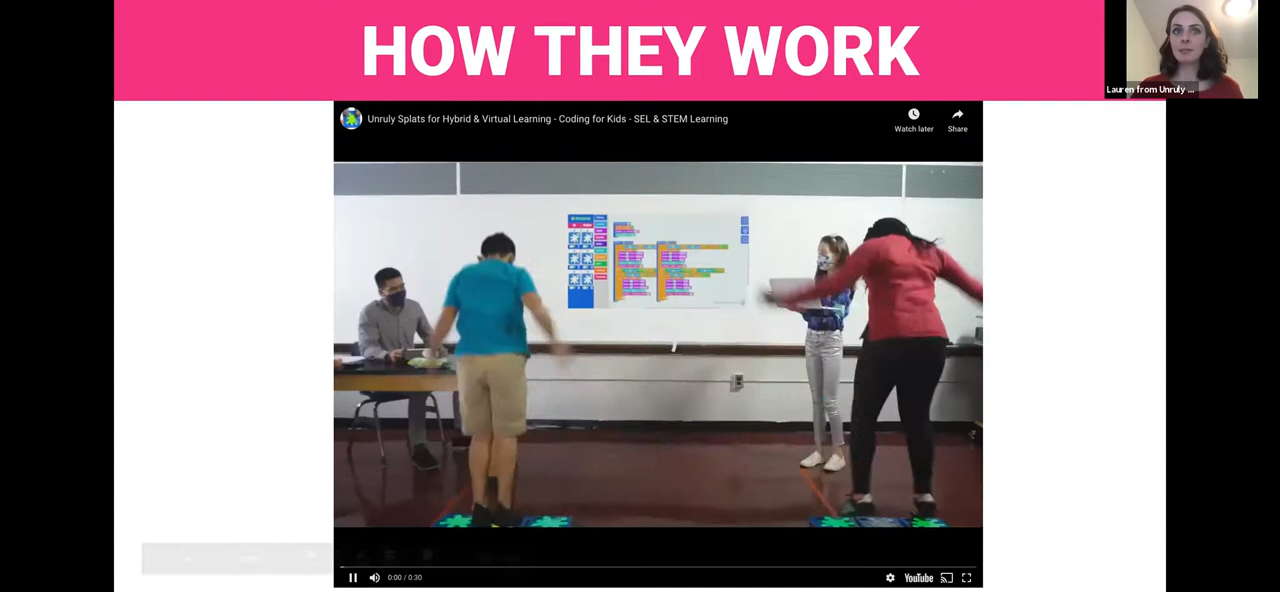 HOW THEY WORK
Lauren from Unruly ...
Unruly Splats for Hybrid & Virtual Learning - Coding for Kids - SEL & STEM Learning
Watch later
Share
0:00 / 0:30
YouTube